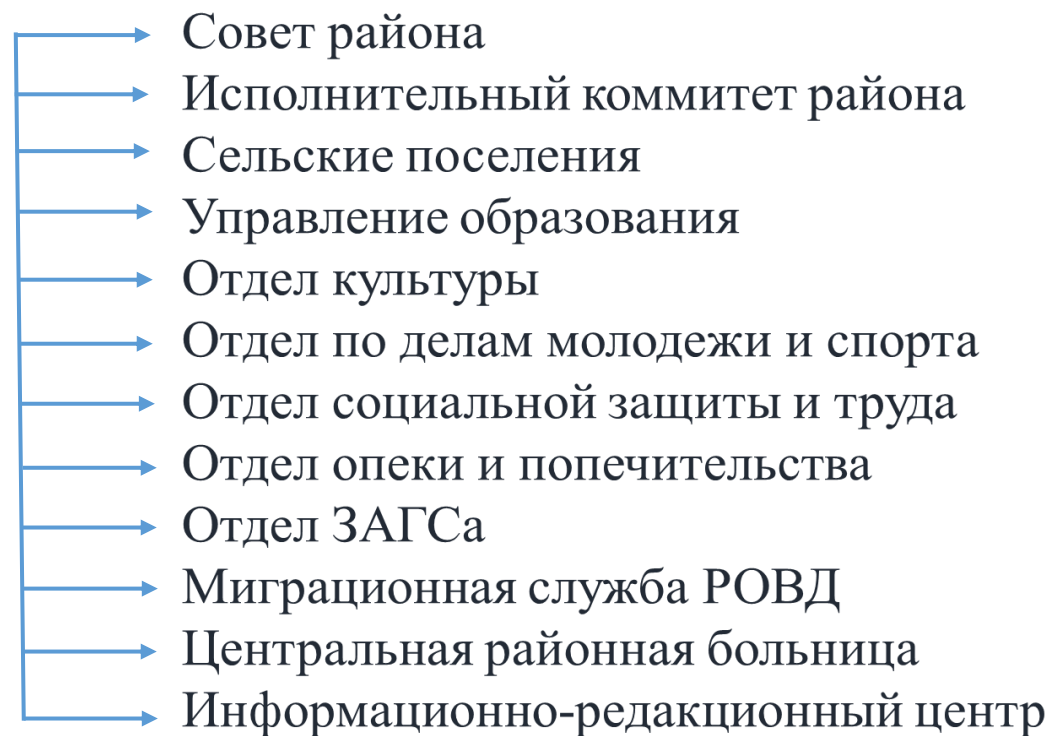 Совет района
Исполнительный коммитет района
Сельские поселения
Управление образования
Отдел культуры
Отдел по делам молодежи и спорта
Отдел социальной защиты и труда
Отдел опеки и попечительства
Отдел ЗАГСа
Миграционная служба РОВД
Центральная районная больница
Информационно-редакционный центр